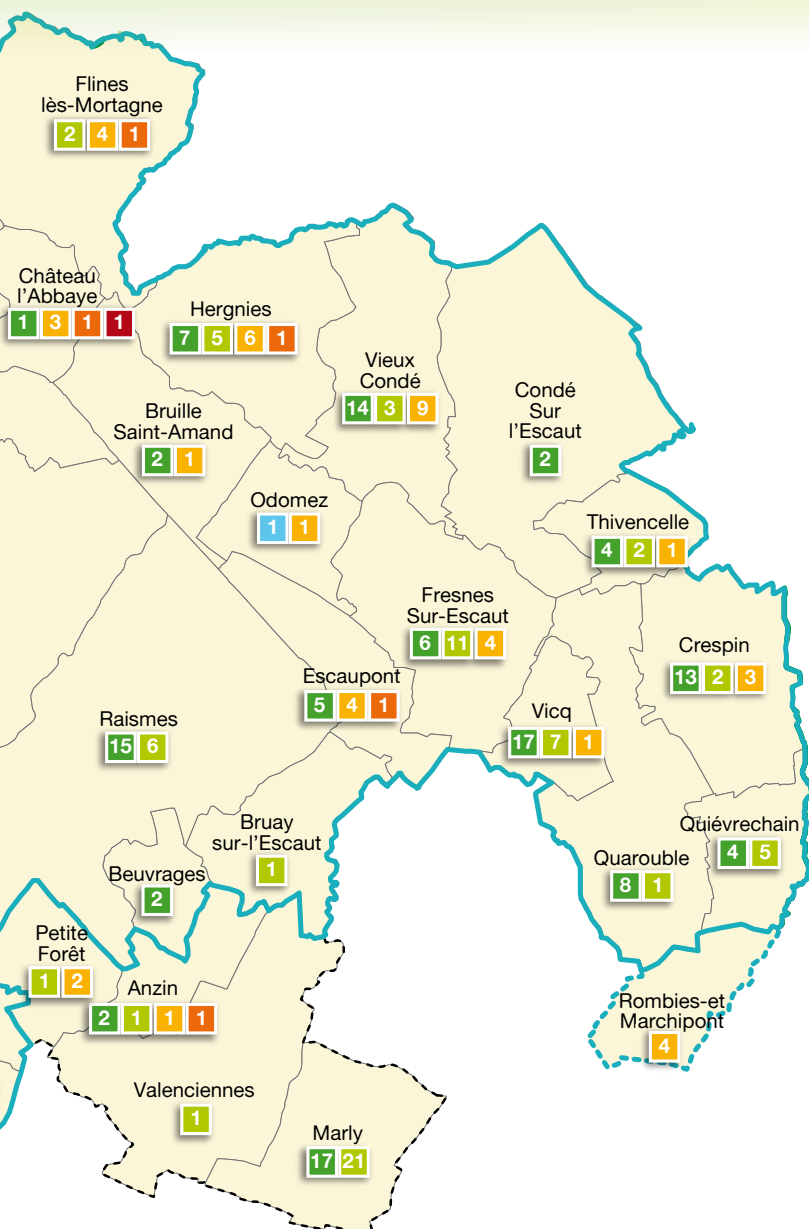 Flines
lès-Mortagne
2 4 1
Château
l'Abbaye
1 3 1 1
Hergnies
7 5 6 1
Vieux
Condé
14 3 9
Condé
Sur
l'Escaut
2
Bruille
Saint-Amand
2 1
Odomez
1 1
Thivencelle
4 2 1
Fresnes
Sur-Escaut
6 11 4
Crespin
13 2 3
Escaupont
5 4 1
Vicq
17 7 1
Raismes
15 6
Bruay
sur-l'Escaut
1
Quiévrechain
4 5
Quarouble
8 1
Beuvrages
2
Petite
Forêt
1 2
Anzin
2 1 1 1
Rombies-et
Marchipont
4
Valenciennes
1
Marly
17 21